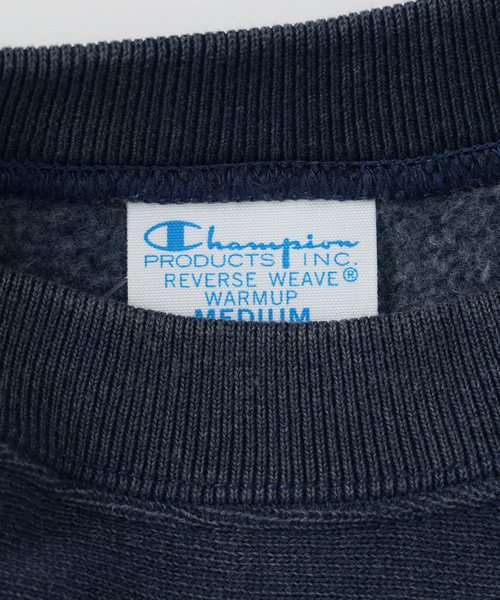 Champion
PRODUCTS INC.
REVERSE WEAVE®
WARMUP
MEDIUM